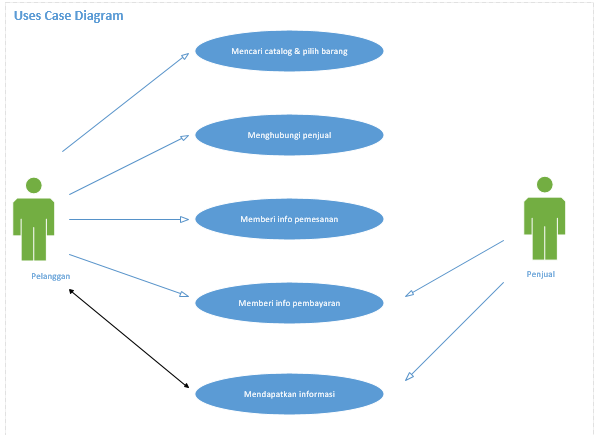 Uses Case Diagram
Mencari catalog & pilih barang
Menghubungi penjual
Memberi info pemesanan
Pelanggan
Penjual
Memberi info pembayaran
Mendapatkan informasi